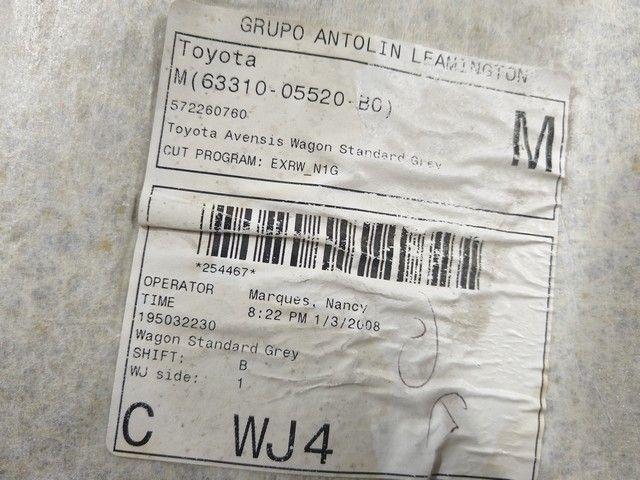 GRUPO ANTOLIN LEAMINGTON
Toyota
M(63310-05520-B0)
572260760
Toyota Avensis Wagon Standard Grey
CUT PROGRAM: EXRW_N1G
M
*254467*
OPERATOR Marques, Nancy
TIME 8:22 PM 1/3/2008
195032230
Wagon Standard Grey
SHIFT: B
WJ side: 1
C WJ4